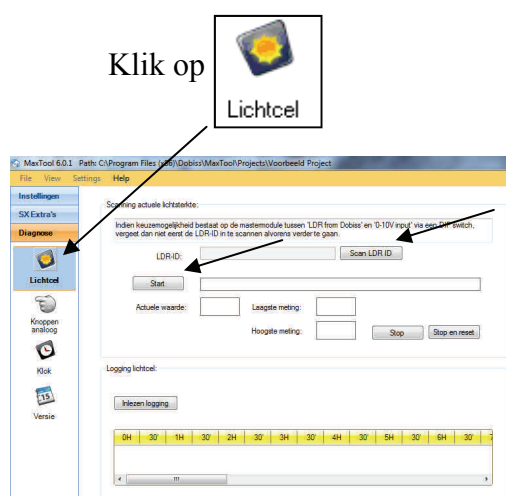 Klik op
Lichtcel
MaxTool 6.0.1 Path: C:\Program Files (x86)\Dobiss\MaxTool\Projects\Voorbeeld Project
File View Settings Help
Instellingen
SX Extra's
Diagnose
Lichtcel
Knoppen
analoog
Klok
15
Versie
Scanning actuele lichtsterkte:
Indien keuzemogelijkheid bestaat op de mastermodule tussen 'LDR from Dobiss' en '0-10V input' via een DIP switch,
vergeet dan niet eerst de LDR-ID in te scannen alvorens verder te gaan.
LDR-ID: Scan LDR ID
Start
Actuele waarde: Laagste meting:
Hoogste meting: Stop Stop en reset
Logging lichtcel:
Inlezen logging
0H 30' 1H 30' 2H 30' 3H 30' 4H 30' 5H 30' 6H 30' 7